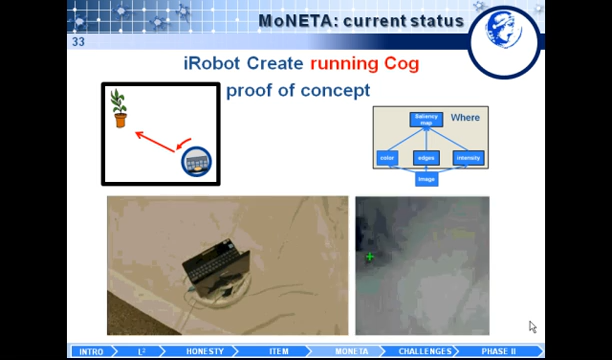 MoNETA: current status
33
iRobot Create running Cog
proof of concept
Where
Saliency
map
color
edges
intensity
image
INTRO
L²
HONESTY
ITEM
MONETA
CHALLENGES
PHASE II